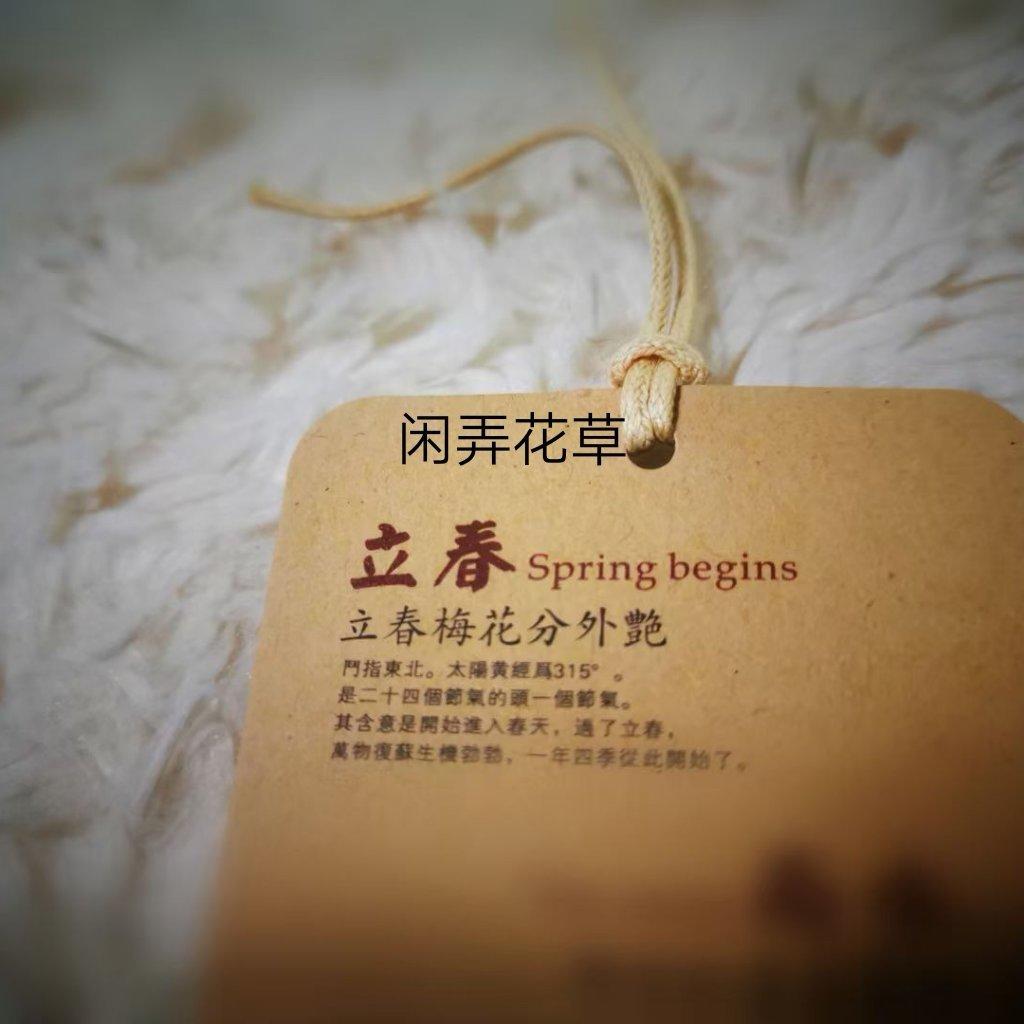 闲弄花草
立春 Spring begins
立春梅花分外艷
鬥指東北。太陽黄經爲315°。
是二十四個節氣的頭一個節氣。
其含意是開始進入春天，過了立春，
萬物復蘇生機勃勃，一年四季從此開始了。